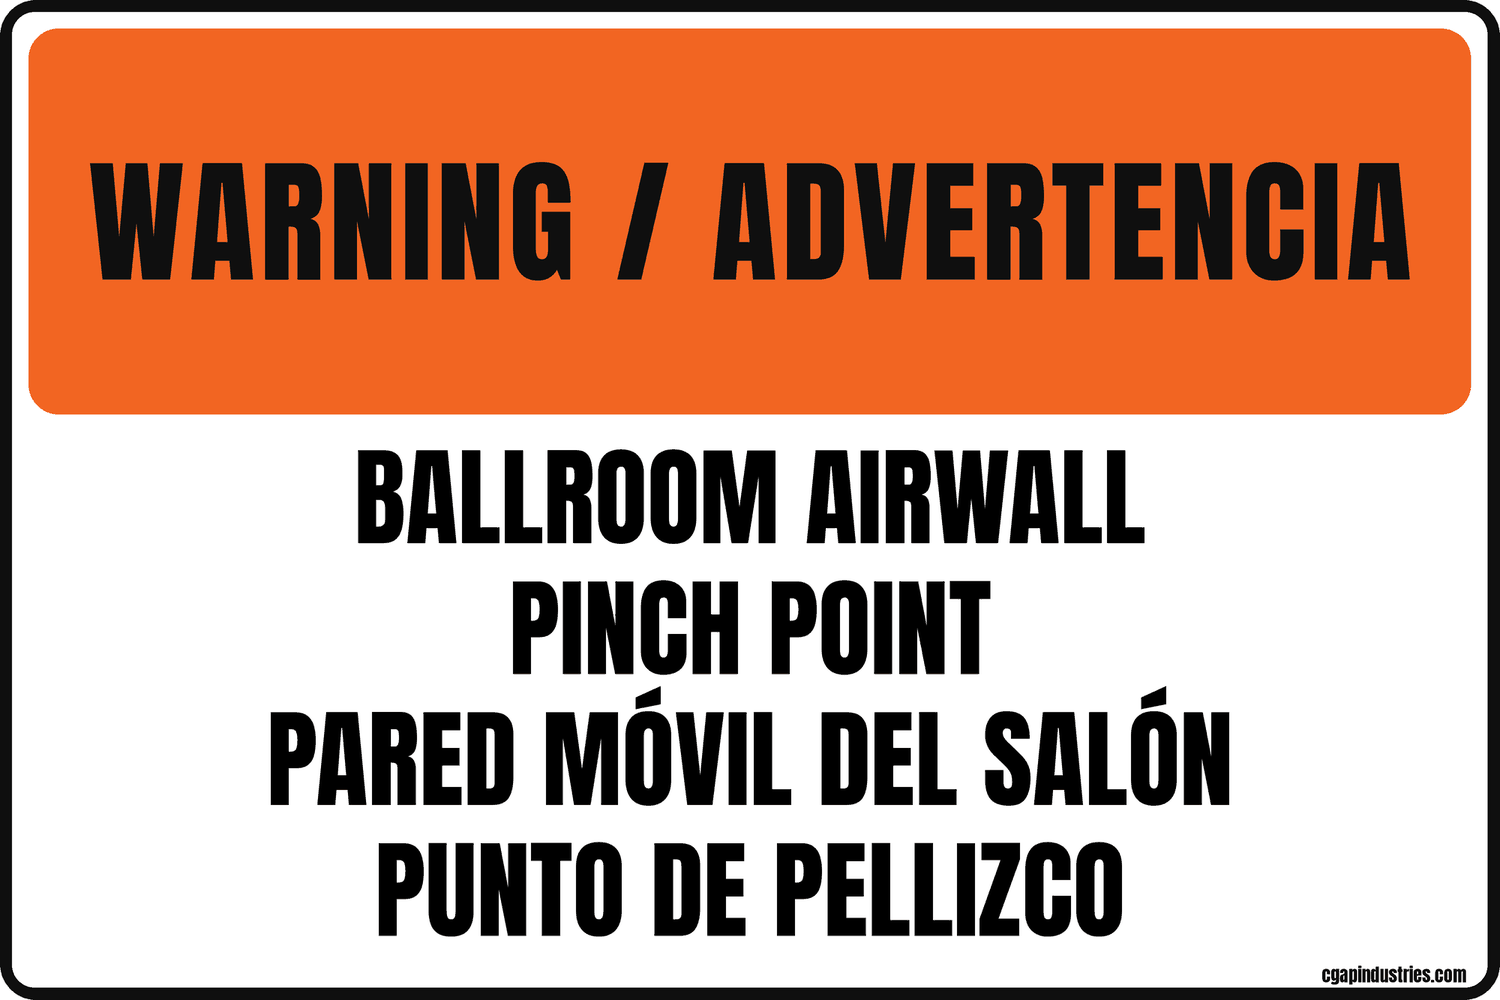 WARNING / ADVERTENCIA
BALLROOM AIRWALL
PINCH POINT
PARED MÓVIL DEL SALÓN
PUNTO DE PELLIZCO
cgapindustries.com